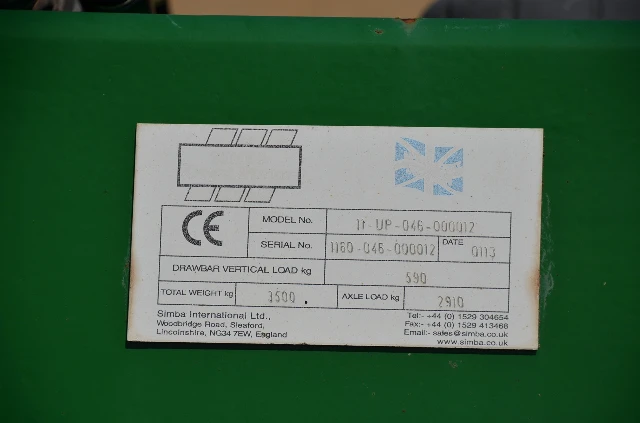 CE
MODEL No. 1t-UP-046-000012
SERIAL No. 1180-046-000012 DATE 0113
DRAWBAR VERTICAL LOAD kg 590
TOTAL WEIGHT kg 3500. AXLE LOAD kg 2910
Simba International Ltd.,
Woodbridge Road, Sleaford,
Lincolnshire, NG34 7EW, England
Tel:- +44 (0) 1529 304654
Fax:- +44 (0) 1529 413468
Email:- sales@simba.co.uk
www.simba.co.uk